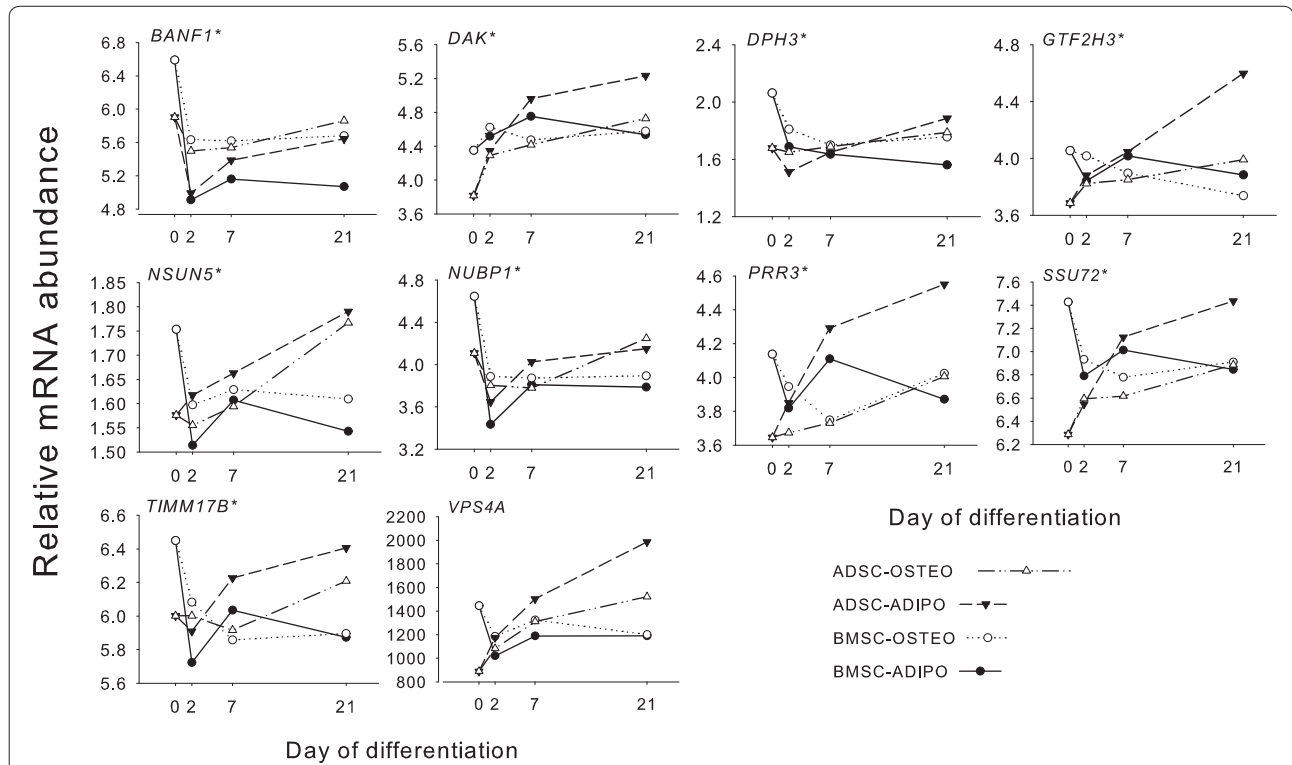 Relative mRNA abundance
BANF1*
6.8
6.4
6.0
5.6
5.2
4.8
0 2 7 21
DAK*
5.6
5.2
4.8
4.4
4.0
3.6
0 2 7 21
DPH3*
2.4
2.0
1.6
1.2
0 2 7 21
GTF2H3*
4.8
4.4
4.0
3.6
0 2 7 21
NSUN5*
1.85
1.80
1.75
1.70
1.65
1.60
1.55
1.50
0 2 7 21
NUBP1*
4.8
4.4
4.0
3.6
3.2
0 2 7 21
PRR3*
4.6
4.4
4.2
4.0
3.8
3.6
0 2 7 21
SSU72*
7.6
7.4
7.2
7.0
6.8
6.6
6.4
6.2
0 2 7 21
TIMM17B*
6.6
6.4
6.2
6.0
5.8
5.6
0 2 7 21
VPS4A
2200
2000
1800
1600
1400
1200
1000
800
0 2 7 21
Day of differentiation
Day of differentiation
ADSC-OSTEO
ADSC-ADIPO
BMSC-OSTEO
BMSC-ADIPO